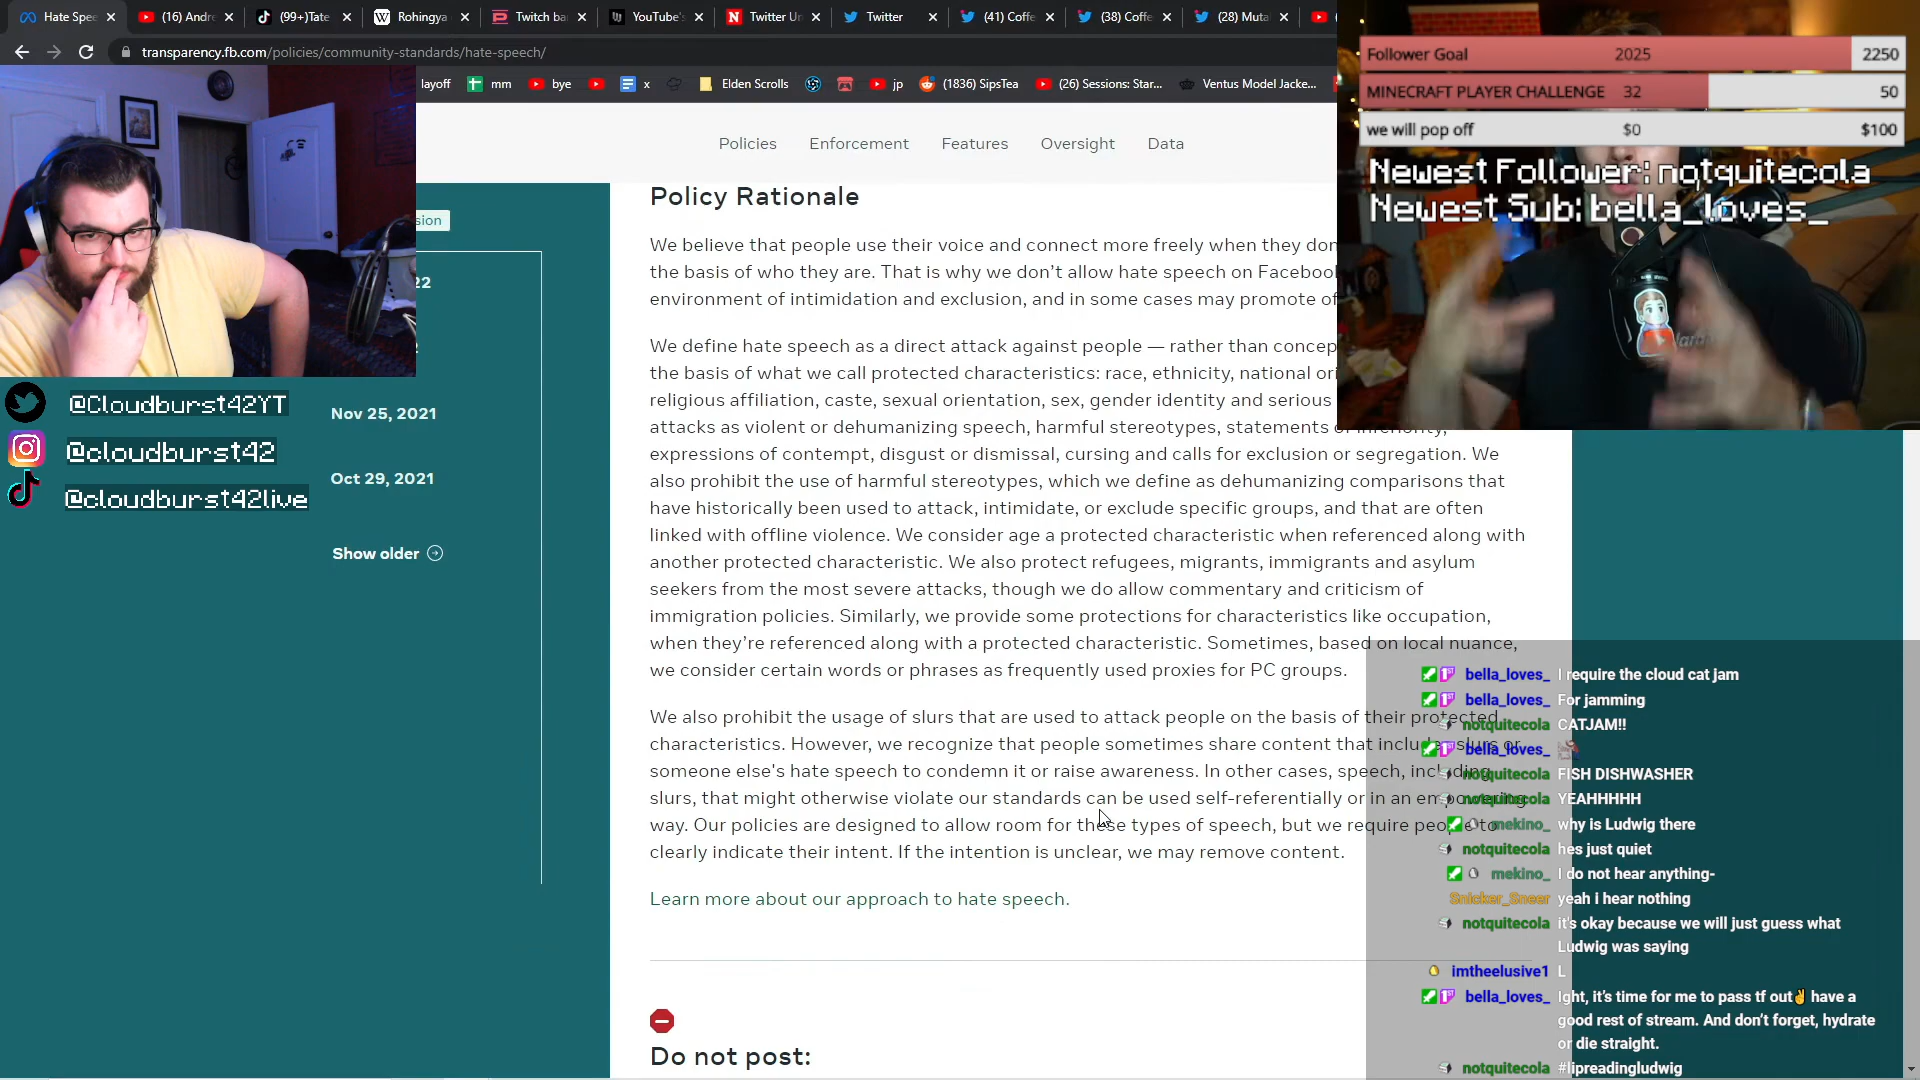 Hate Spee
(16) Andre
(99+)Tate
Rohingya
Twitch ba
YouTube's
Twitter Un
Twitter
(41) Coffe
(38) Coffe
(28) Muta
transparency.fb.com/policies/community-standards/hate-speech/
layoff
mm
bye
x
Elden Scrolls
jp
(1836) SipsTea
(26) Sessions: Star...
Ventus Model Jacke...
Follower Goal 2025 2250
MINECRAFT PLAYER CHALLENGE 32 50
we will pop off $0 $100
Newest Follower: notquitecola
Newest Sub: bella_loves_
Policies Enforcement Features Oversight Data
sion
22
@Cloudburst42YT
@cloudburst42
@cloudburst42live
Nov 25, 2021
Oct 29, 2021
Show older
Policy Rationale
We believe that people use their voice and connect more freely when they don
the basis of who they are. That is why we don't allow hate speech on Facebook
environment of intimidation and exclusion, and in some cases may promote of
We define hate speech as a direct attack against people — rather than concep
the basis of what we call protected characteristics: race, ethnicity, national ori
religious affiliation, caste, sexual orientation, sex, gender identity and serious
attacks as violent or dehumanizing speech, harmful stereotypes, statements of inferiority,
expressions of contempt, disgust or dismissal, cursing and calls for exclusion or segregation. We
also prohibit the use of harmful stereotypes, which we define as dehumanizing comparisons that
have historically been used to attack, intimidate, or exclude specific groups, and that are often
linked with offline violence. We consider age a protected characteristic when referenced along with
another protected characteristic. We also protect refugees, migrants, immigrants and asylum
seekers from the most severe attacks, though we do allow commentary and criticism of
immigration policies. Similarly, we provide some protections for characteristics like occupation,
when they're referenced along with a protected characteristic. Sometimes, based on local nuance,
we consider certain words or phrases as frequently used proxies for PC groups.
We also prohibit the usage of slurs that are used to attack people on the basis of their protected
characteristics. However, we recognize that people sometimes share content that includes slurs or
someone else's hate speech to condemn it or raise awareness. In other cases, speech, including
slurs, that might otherwise violate our standards can be used self-referentially or in an empowering
way. Our policies are designed to allow room for these types of speech, but we require people to
clearly indicate their intent. If the intention is unclear, we may remove content.
Learn more about our approach to hate speech.
Do not post:
bella_loves_ I require the cloud cat jam
bella_loves_ For jamming
notquitecola CATJAM!!
bella_loves_
notquitecola FISH DISHWASHER
notquitecola YEAHHHHH
mekino_ why is Ludwig there
notquitecola hes just quiet
mekino_ I do not hear anything-
Snicker_Sneer yeah i hear nothing
notquitecola it's okay because we will just guess what
Ludwig was saying
imtheelusive1 L
bella_loves_ Ight, it's time for me to pass tf out✌ have a
good rest of stream. And don't forget, hydrate
or die straight.
notquitecola #lipreadingludwig